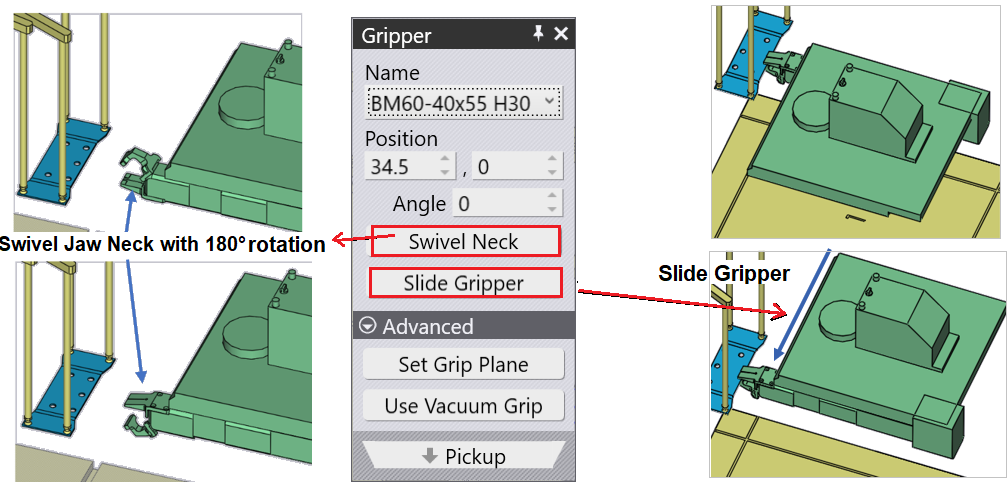 Gripper
Name
BM60-40x55 H30
Position
34.5 , 0
Angle 0
Swivel Jaw Neck with 180° rotation
Swivel Neck
Slide Gripper
Slide Gripper
Advanced
Set Grip Plane
Use Vacuum Grip
Pickup